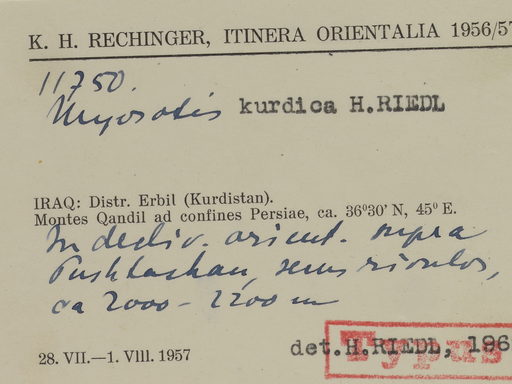 K. H. RECHINGER, ITINERA ORIENTALIA 1956/57
11750.
Myosotis kurdica H.RIEDL
IRAQ: Distr. Erbil (Kurdistan).
Montes Qandil ad confines Persiae, ca. 36°30' N, 45° E.
In decliv. orient. supra
Pushtashan, secus rivulos,
ca 2000 - 2200 m
28. VII.—1. VIII. 1957
det.H.RIEDL, 196
Typus